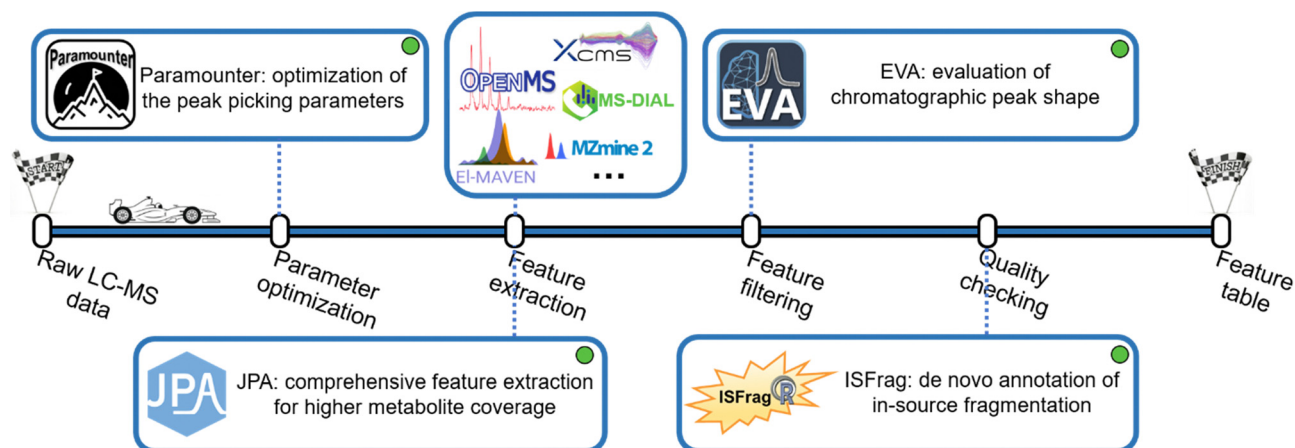 Paramounter
Paramounter: optimization of
the peak picking parameters
XCMS
OPENMS
MS-DIAL
MZmine 2
El-MAVEN
...
EVA
EVA: evaluation of
chromatographic peak shape
START
FINISH
Raw LC-MS
data
Parameter
optimization
Feature
extraction
Feature
filtering
Quality
checking
Feature
table
JPA
JPA: comprehensive feature extraction
for higher metabolite coverage
ISFrag R
ISFrag: de novo annotation of
in-source fragmentation